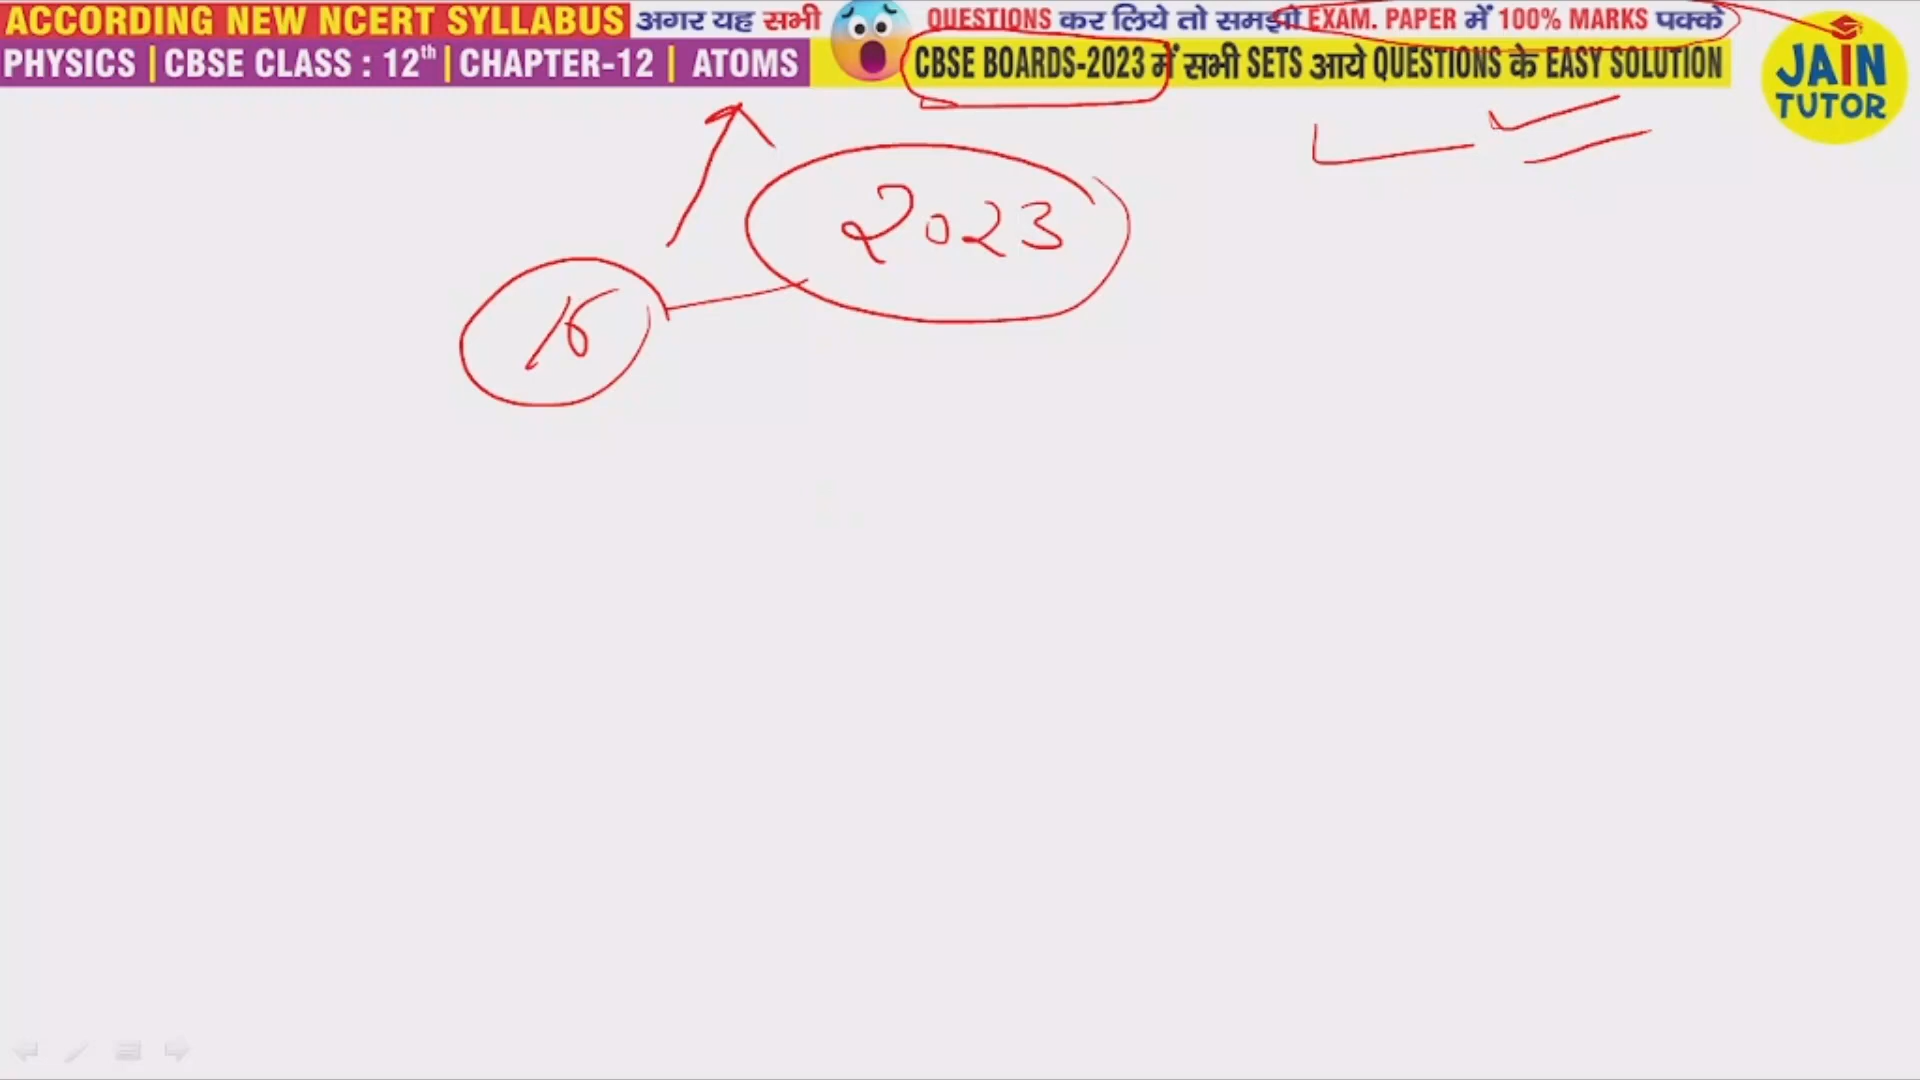 ACCORDING NEW NCERT SYLLABUS अगर यह सभी QUESTIONS कर लिये तो समझो EXAM. PAPER में 100% MARKS पक्के
PHYSICS | CBSE CLASS : 12th | CHAPTER-12 | ATOMS CBSE BOARDS-2023 में सभी SETS आये QUESTIONS के EASY SOLUTION
JAIN
TUTOR
2023
16